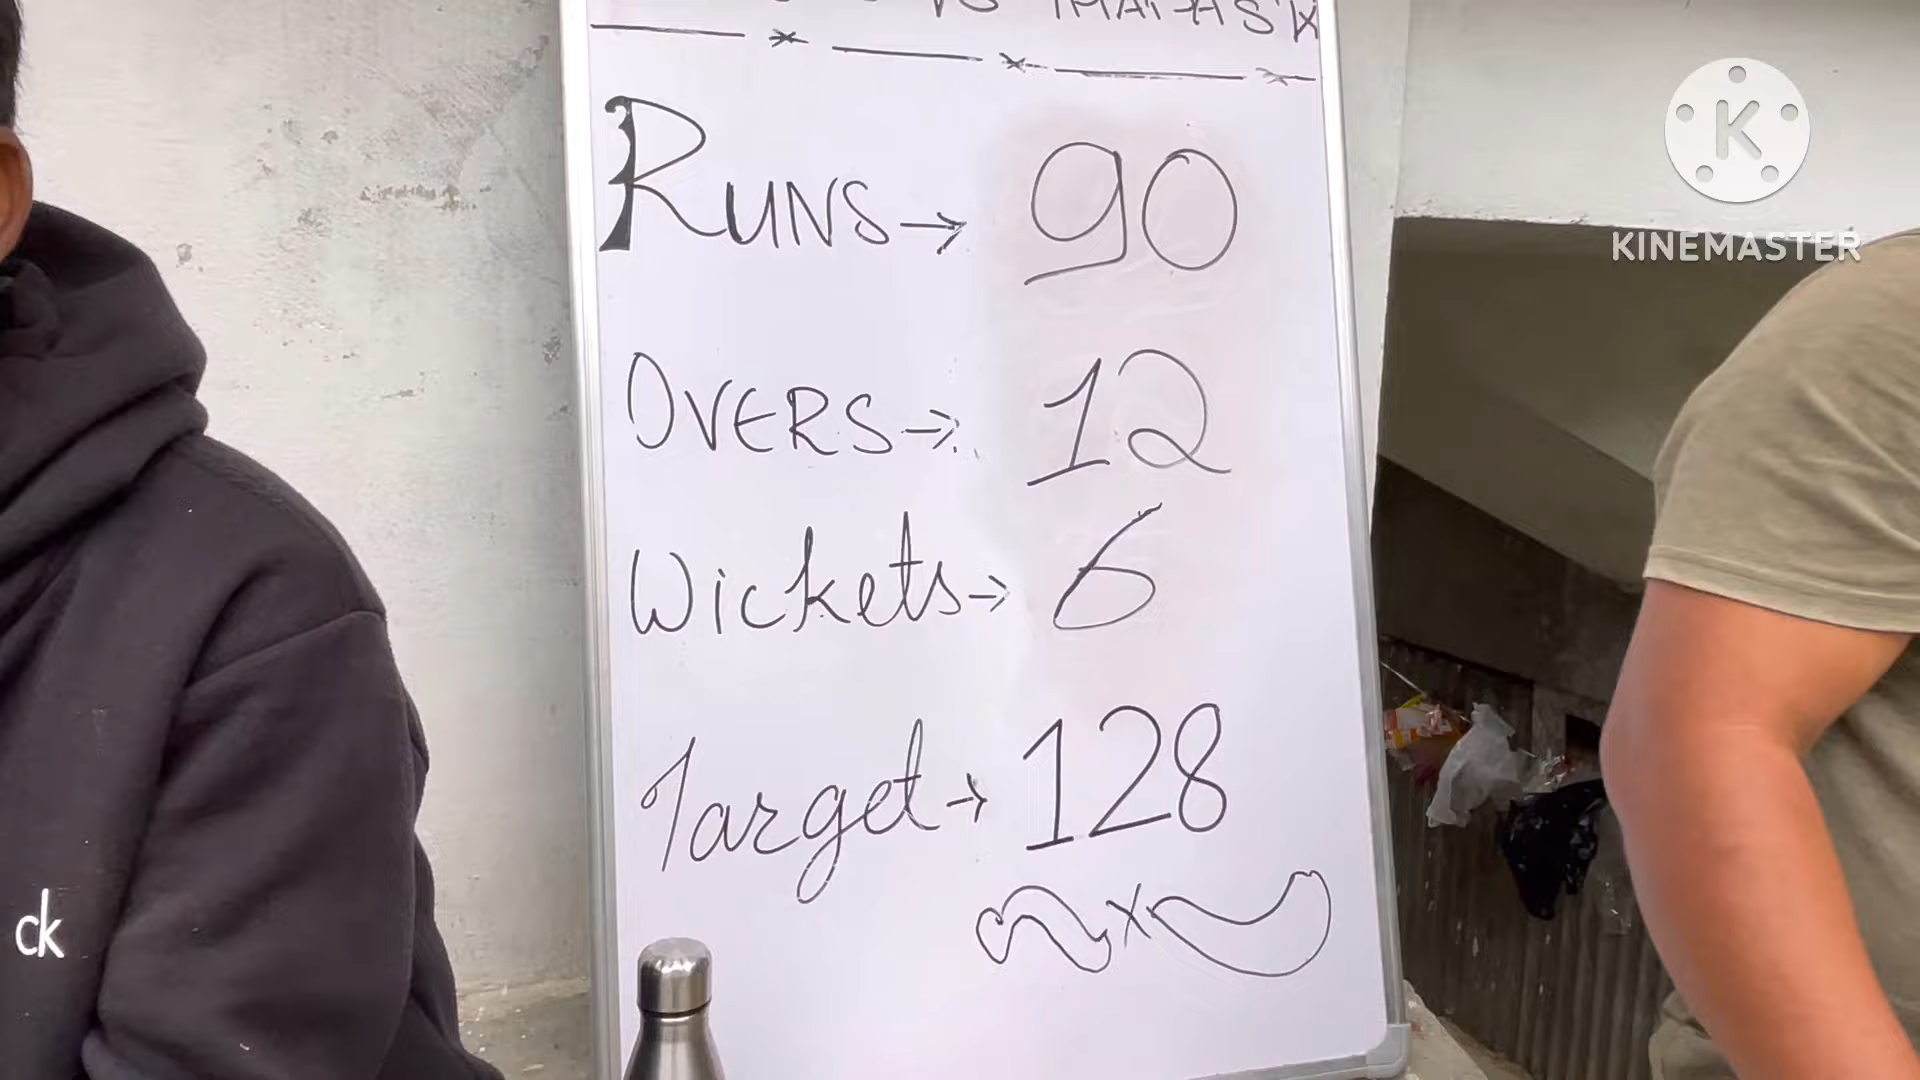 RUNS → 90
OVERS → 12
Wickets → 6
Target → 128
KINEMASTER
ck